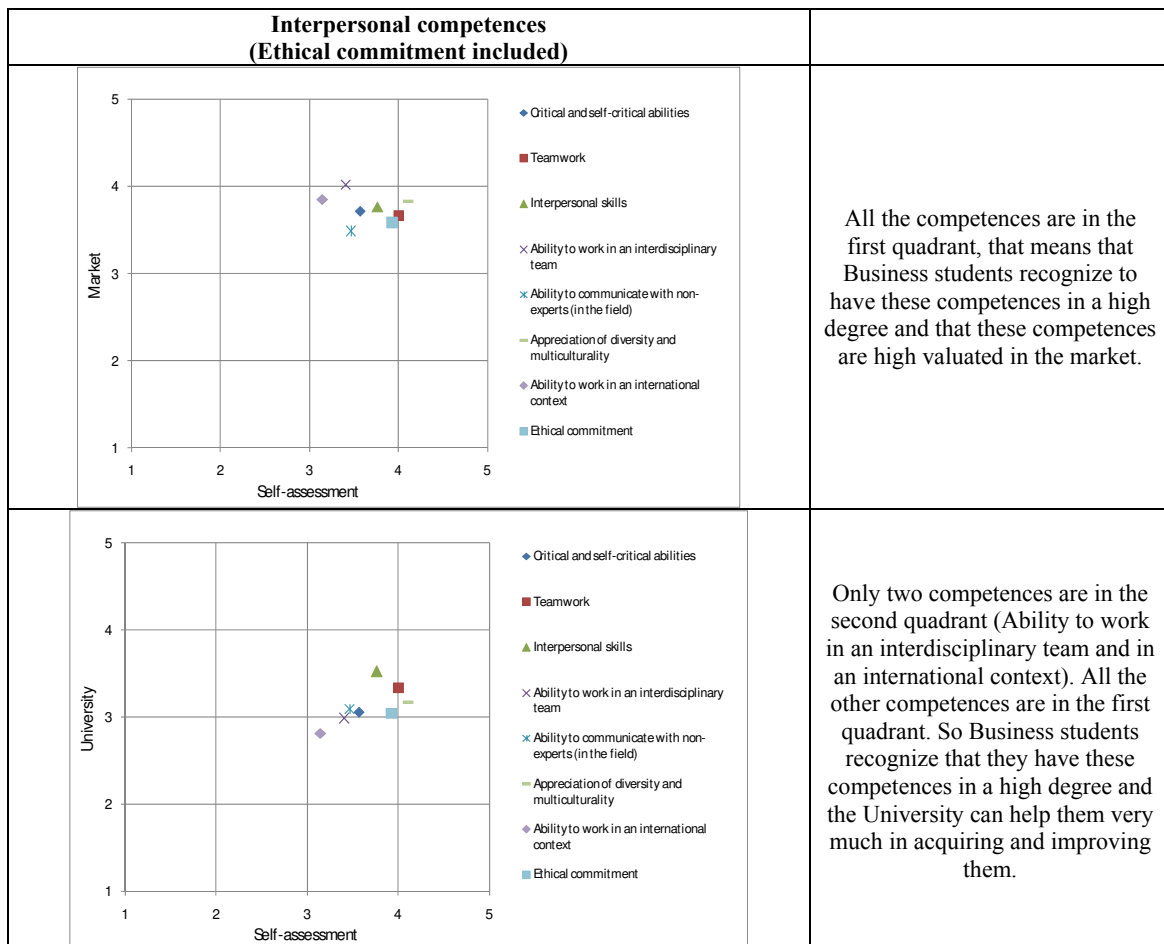 Interpersonal competences
(Ethical commitment included)
5
4
3
2
1
Market
1 2 3 4 5
Self-assessment
Critical and self-critical abilities
Teamwork
Interpersonal skills
Ability to work in an interdisciplinary
team
Ability to communicate with non-
experts (in the field)
Appreciation of diversity and
multiculturality
Ability to work in an international
context
Ethical commitment
All the competences are in the
first quadrant, that means that
Business students recognize to
have these competences in a high
degree and that these competences
are high valuated in the market.
5
4
3
2
1
University
1 2 3 4 5
Self-assessment
Critical and self-critical abilities
Teamwork
Interpersonal skills
Ability to work in an interdisciplinary
team
Ability to communicate with non-
experts (in the field)
Appreciation of diversity and
multiculturality
Ability to work in an international
context
Ethical commitment
Only two competences are in the
second quadrant (Ability to work
in an interdisciplinary team and in
an international context). All the
other competences are in the first
quadrant. So Business students
recognize that they have these
competences in a high degree and
the University can help them very
much in acquiring and improving
them.